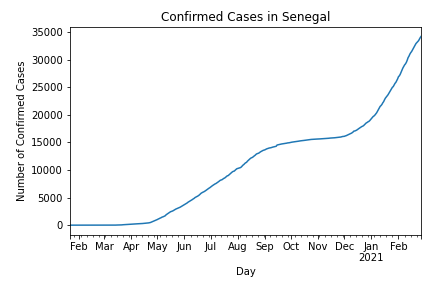 Confirmed Cases in Senegal
Number of Confirmed Cases
35000
30000
25000
20000
15000
10000
5000
0
Feb Mar Apr May Jun Jul Aug Sep Oct Nov Dec Jan Feb
2021
Day